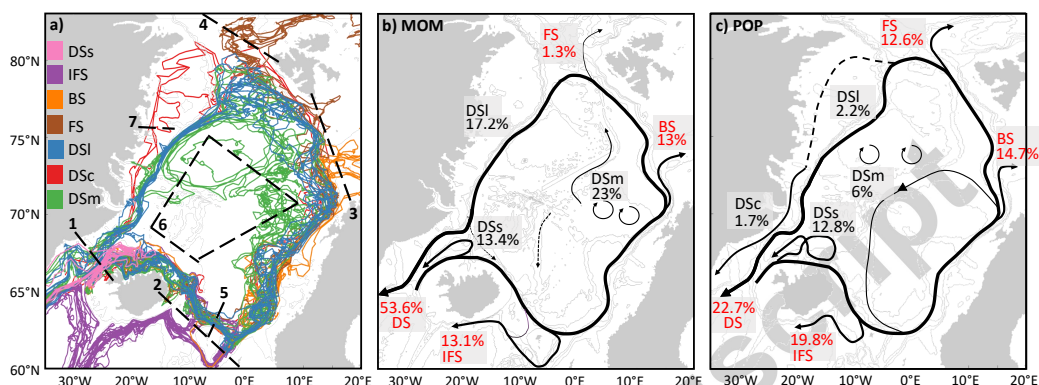 a)
DSs
IFS
BS
FS
DSl
DSc
DSm
1
2
3
4
5
6
7
80°N
75°N
70°N
65°N
60°N
30°W 20°W 10°W 0°E 10°E 20°E
b) MOM
FS
1.3%
DSl
17.2%
BS
13%
DSm
23%
DSs
13.4%
53.6%
DS
13.1%
IFS
30°W 20°W 10°W 0°E 10°E 20°E
c) POP
FS
12.6%
DSl
2.2%
BS
14.7%
DSm
6%
DSc
1.7%
DSs
12.8%
22.7%
DS
19.8%
IFS
30°W 20°W 10°W 0°E 10°E 20°E
script